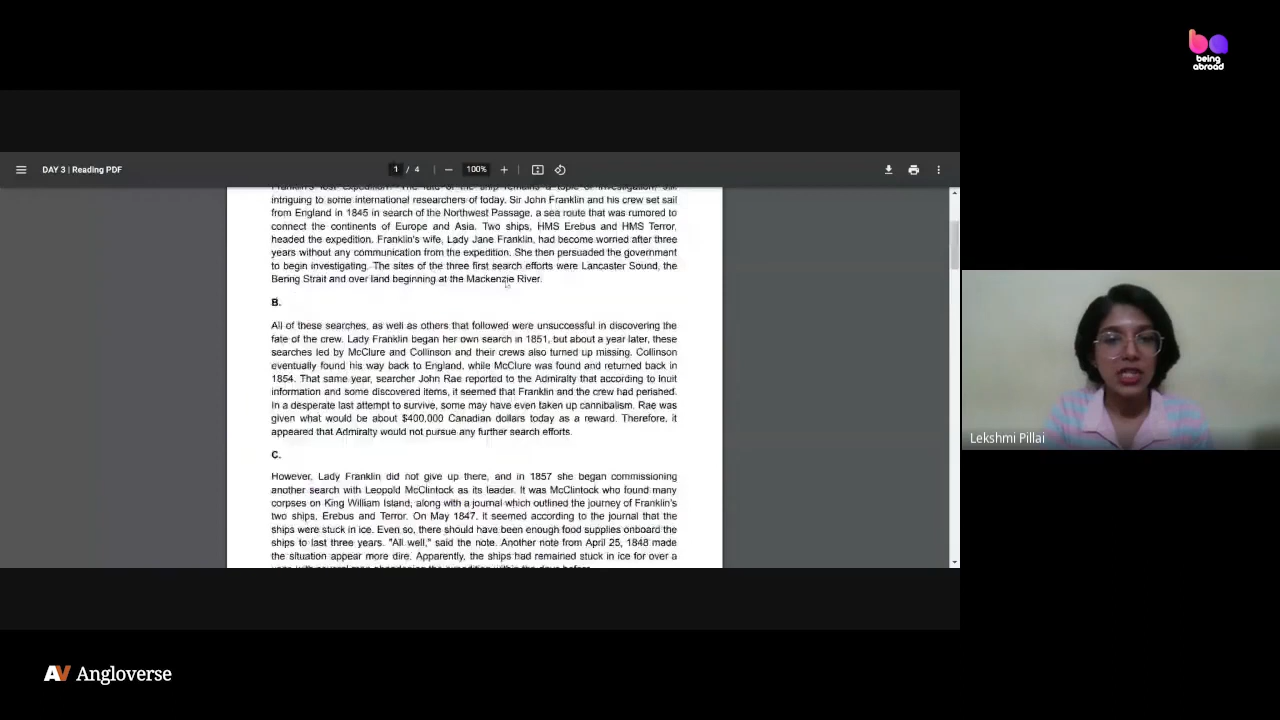 being
abroad
DAY 3 | Reading PDF
1 / 4
100%
Franklin's lost expedition." The fate of the ship remains a topic of investigation, still
intriguing to some international researchers of today. Sir John Franklin and his crew set sail
from England in 1845 in search of the Northwest Passage, a sea route that was rumored to
connect the continents of Europe and Asia. Two ships, HMS Erebus and HMS Terror,
headed the expedition. Franklin's wife, Lady Jane Franklin, had become worried after three
years without any communication from the expedition. She then persuaded the government
to begin investigating. The sites of the three first search efforts were Lancaster Sound, the
Bering Strait and over land beginning at the Mackenzie River.
B.
All of these searches, as well as others that followed were unsuccessful in discovering the
fate of the crew. Lady Franklin began her own search in 1851, but about a year later, these
searches led by McClure and Collinson and their crews also turned up missing. Collinson
eventually found his way back to England, while McClure was found and returned back in
1854. That same year, searcher John Rae reported to the Admiralty that according to Inuit
information and some discovered items, it seemed that Franklin and the crew had perished.
In a desperate last attempt to survive, some may have even taken up cannibalism. Rae was
given what would be about $400,000 Canadian dollars today as a reward. Therefore, it
appeared that Admiralty would not pursue any further search efforts.
C.
However, Lady Franklin did not give up there, and in 1857 she began commissioning
another search with Leopold McClintock as its leader. It was McClintock who found many
corpses on King William Island, along with a journal which outlined the journey of Franklin's
two ships, Erebus and Terror. On May 1847, it seemed according to the journal that the
ships were stuck in ice. Even so, there should have been enough food supplies onboard the
ships to last three years. "All well," said the note. Another note from April 25, 1848 made
the situation appear more dire. Apparently, the ships had remained stuck in ice for over a
Lekshmi Pillai
AV Angloverse